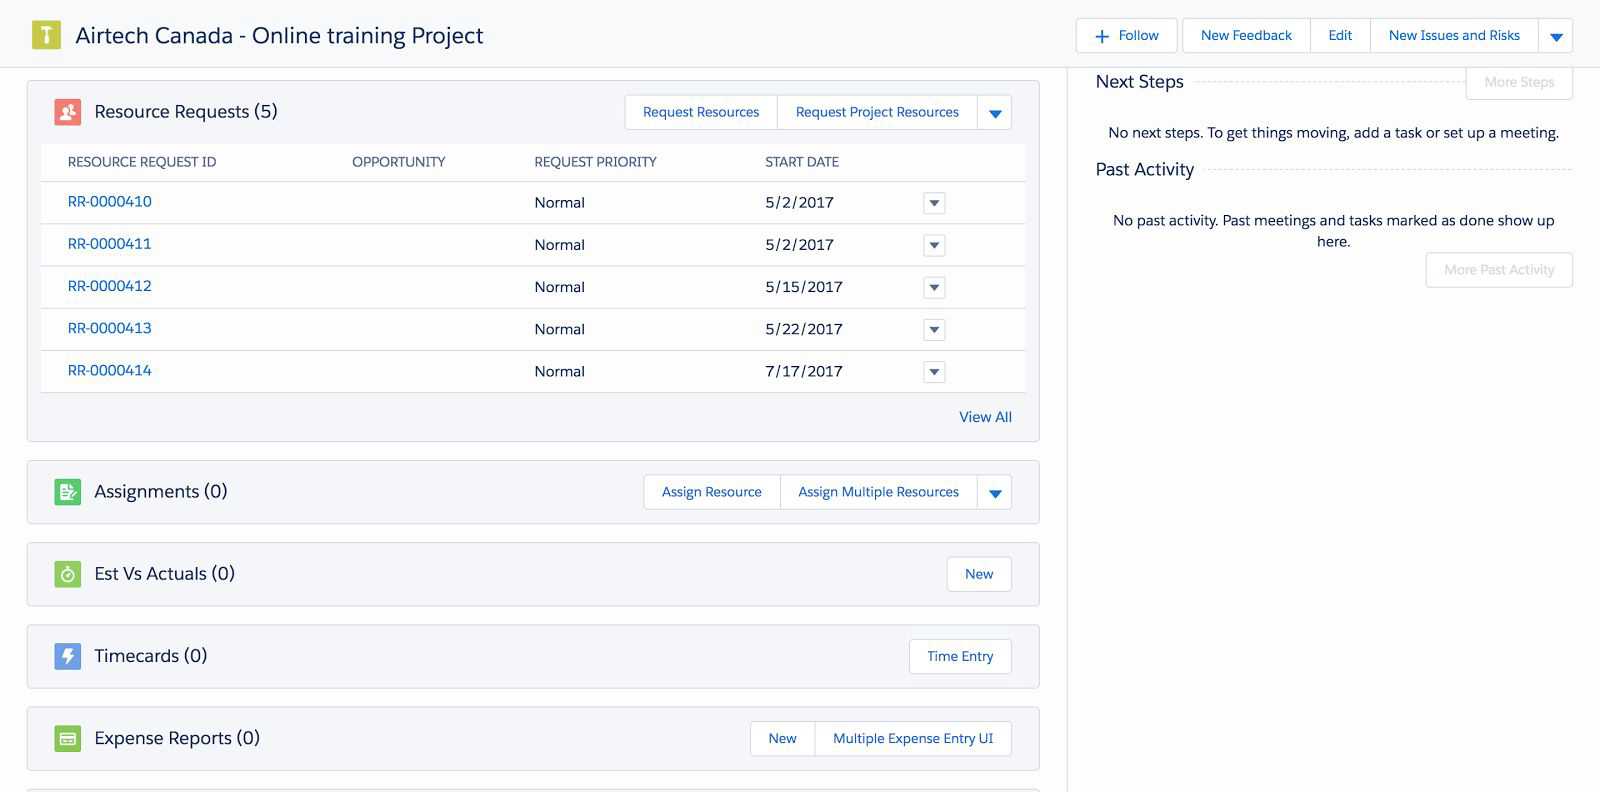 Airtech Canada - Online training Project
Follow
New Feedback
Edit
New Issues and Risks
Resource Requests (5)
Request Resources
Request Project Resources
RESOURCE REQUEST ID OPPORTUNITY REQUEST PRIORITY START DATE
RR-0000410 Normal 5/2/2017
RR-0000411 Normal 5/2/2017
RR-0000412 Normal 5/15/2017
RR-0000413 Normal 5/22/2017
RR-0000414 Normal 7/17/2017
View All
Assignments (0)
Assign Resource
Assign Multiple Resources
Est Vs Actuals (0)
New
Timecards (0)
Time Entry
Expense Reports (0)
New
Multiple Expense Entry UI
Next Steps
More Steps
No next steps. To get things moving, add a task or set up a meeting.
Past Activity
No past activity. Past meetings and tasks marked as done show up
here.
More Past Activity